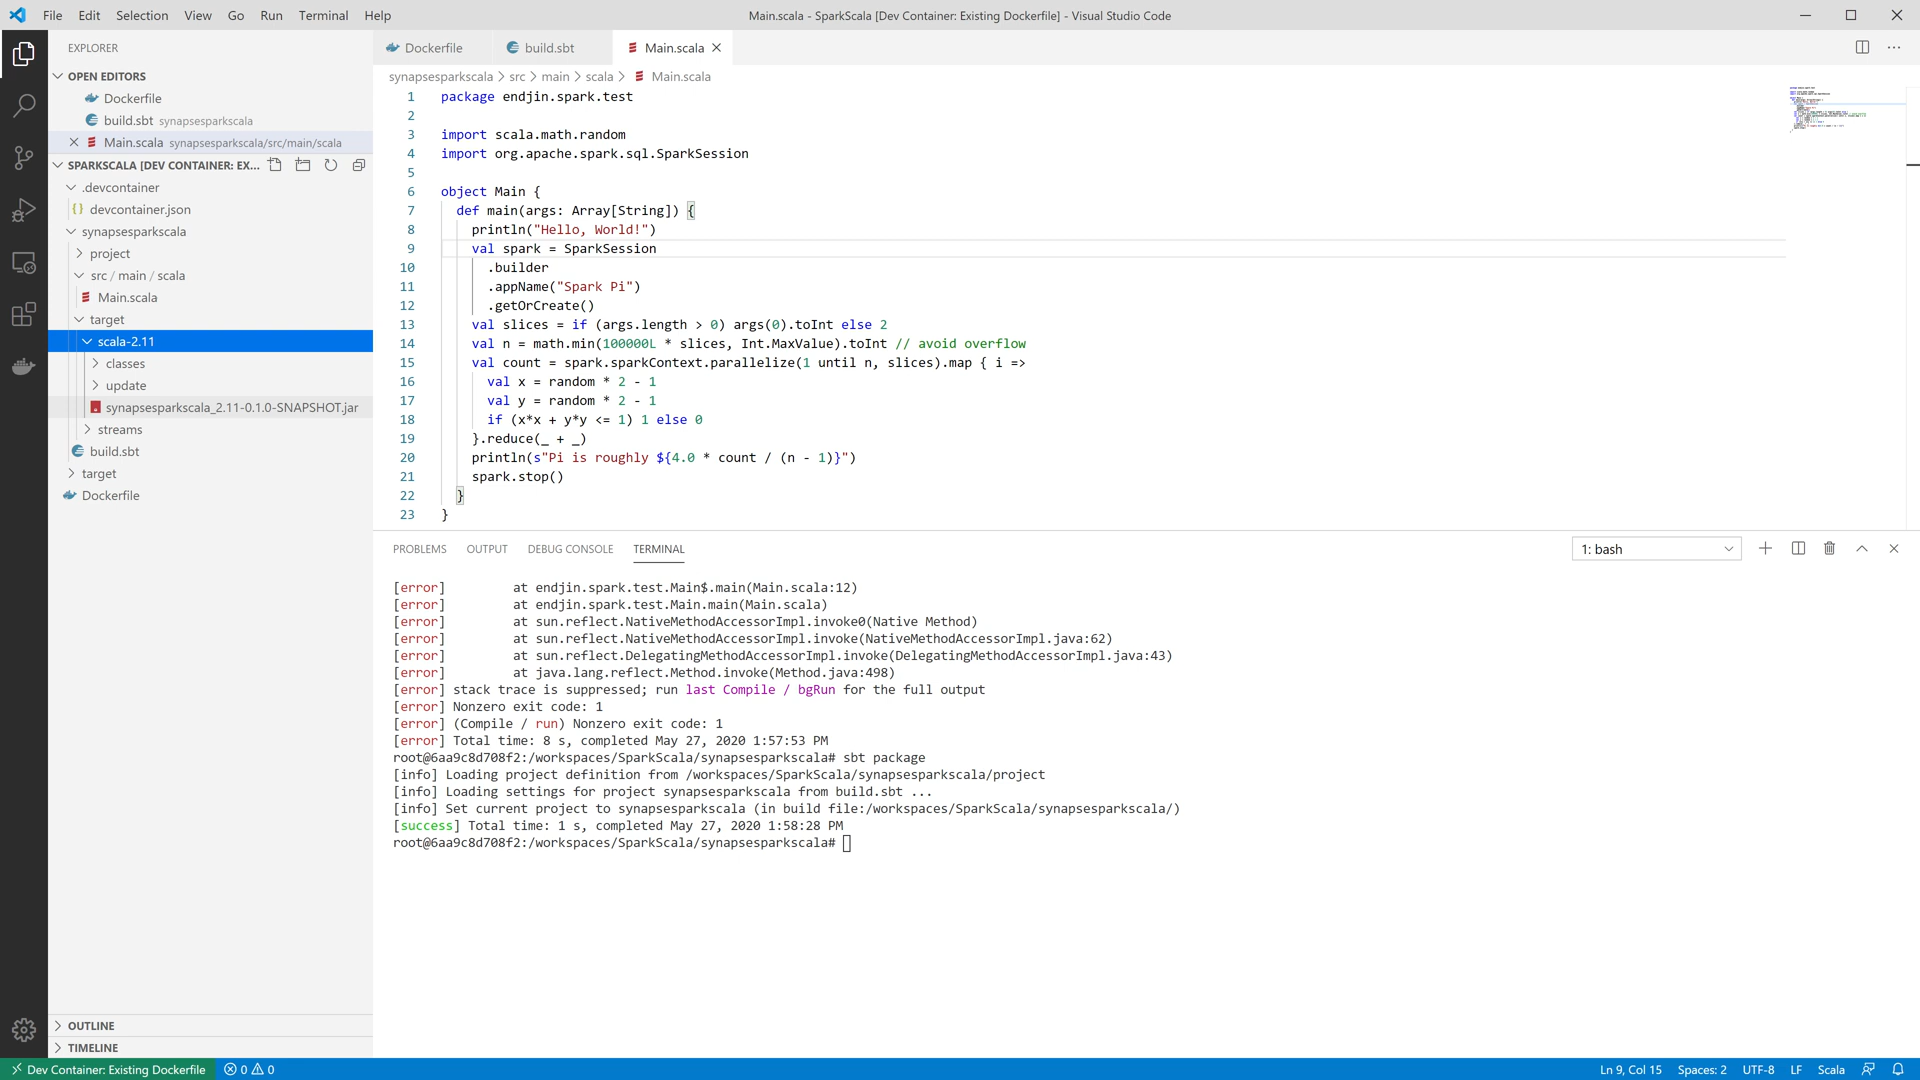 File Edit Selection View Go Run Terminal Help
Main.scala - SparkScala [Dev Container: Existing Dockerfile] - Visual Studio Code
EXPLORER
OPEN EDITORS
Dockerfile
build.sbt synapsesparkscala
Main.scala synapsesparkscala/src/main/scala
SPARKSCALA [DEV CONTAINER: EX...
.devcontainer
{} devcontainer.json
synapsesparkscala
project
src / main / scala
Main.scala
target
scala-2.11
classes
update
synapsesparkscala_2.11-0.1.0-SNAPSHOT.jar
streams
build.sbt
target
Dockerfile
OUTLINE
TIMELINE
Dockerfile build.sbt Main.scala
synapsesparkscala > src > main > scala > Main.scala
1 package endjin.spark.test
2
3 import scala.math.random
4 import org.apache.spark.sql.SparkSession
5
6 object Main {
7 def main(args: Array[String]) {
8 println("Hello, World!")
9 val spark = SparkSession
10 .builder
11 .appName("Spark Pi")
12 .getOrCreate()
13 val slices = if (args.length > 0) args(0).toInt else 2
14 val n = math.min(100000L * slices, Int.MaxValue).toInt // avoid overflow
15 val count = spark.sparkContext.parallelize(1 until n, slices).map { i =>
16 val x = random * 2 - 1
17 val y = random * 2 - 1
18 if (x*x + y*y <= 1) 1 else 0
19 }.reduce(_ + _)
20 println(s"Pi is roughly ${4.0 * count / (n - 1)}")
21 spark.stop()
22 }
23 }
PROBLEMS OUTPUT DEBUG CONSOLE TERMINAL
1: bash
[error] at endjin.spark.test.Main$.main(Main.scala:12)
[error] at endjin.spark.test.Main.main(Main.scala)
[error] at sun.reflect.NativeMethodAccessorImpl.invoke0(Native Method)
[error] at sun.reflect.NativeMethodAccessorImpl.invoke(NativeMethodAccessorImpl.java:62)
[error] at sun.reflect.DelegatingMethodAccessorImpl.invoke(DelegatingMethodAccessorImpl.java:43)
[error] at java.lang.reflect.Method.invoke(Method.java:498)
[error] stack trace is suppressed; run last Compile / bgRun for the full output
[error] Nonzero exit code: 1
[error] (Compile / run) Nonzero exit code: 1
[error] Total time: 8 s, completed May 27, 2020 1:57:53 PM
root@6aa9c8d708f2:/workspaces/SparkScala/synapsesparkscala# sbt package
[info] Loading project definition from /workspaces/SparkScala/synapsesparkscala/project
[info] Loading settings for project synapsesparkscala from build.sbt ...
[info] Set current project to synapsesparkscala (in build file:/workspaces/SparkScala/synapsesparkscala/)
[success] Total time: 1 s, completed May 27, 2020 1:58:28 PM
root@6aa9c8d708f2:/workspaces/SparkScala/synapsesparkscala#
Dev Container: Existing Dockerfile 0 0
Ln 9, Col 15 Spaces: 2 UTF-8 LF Scala